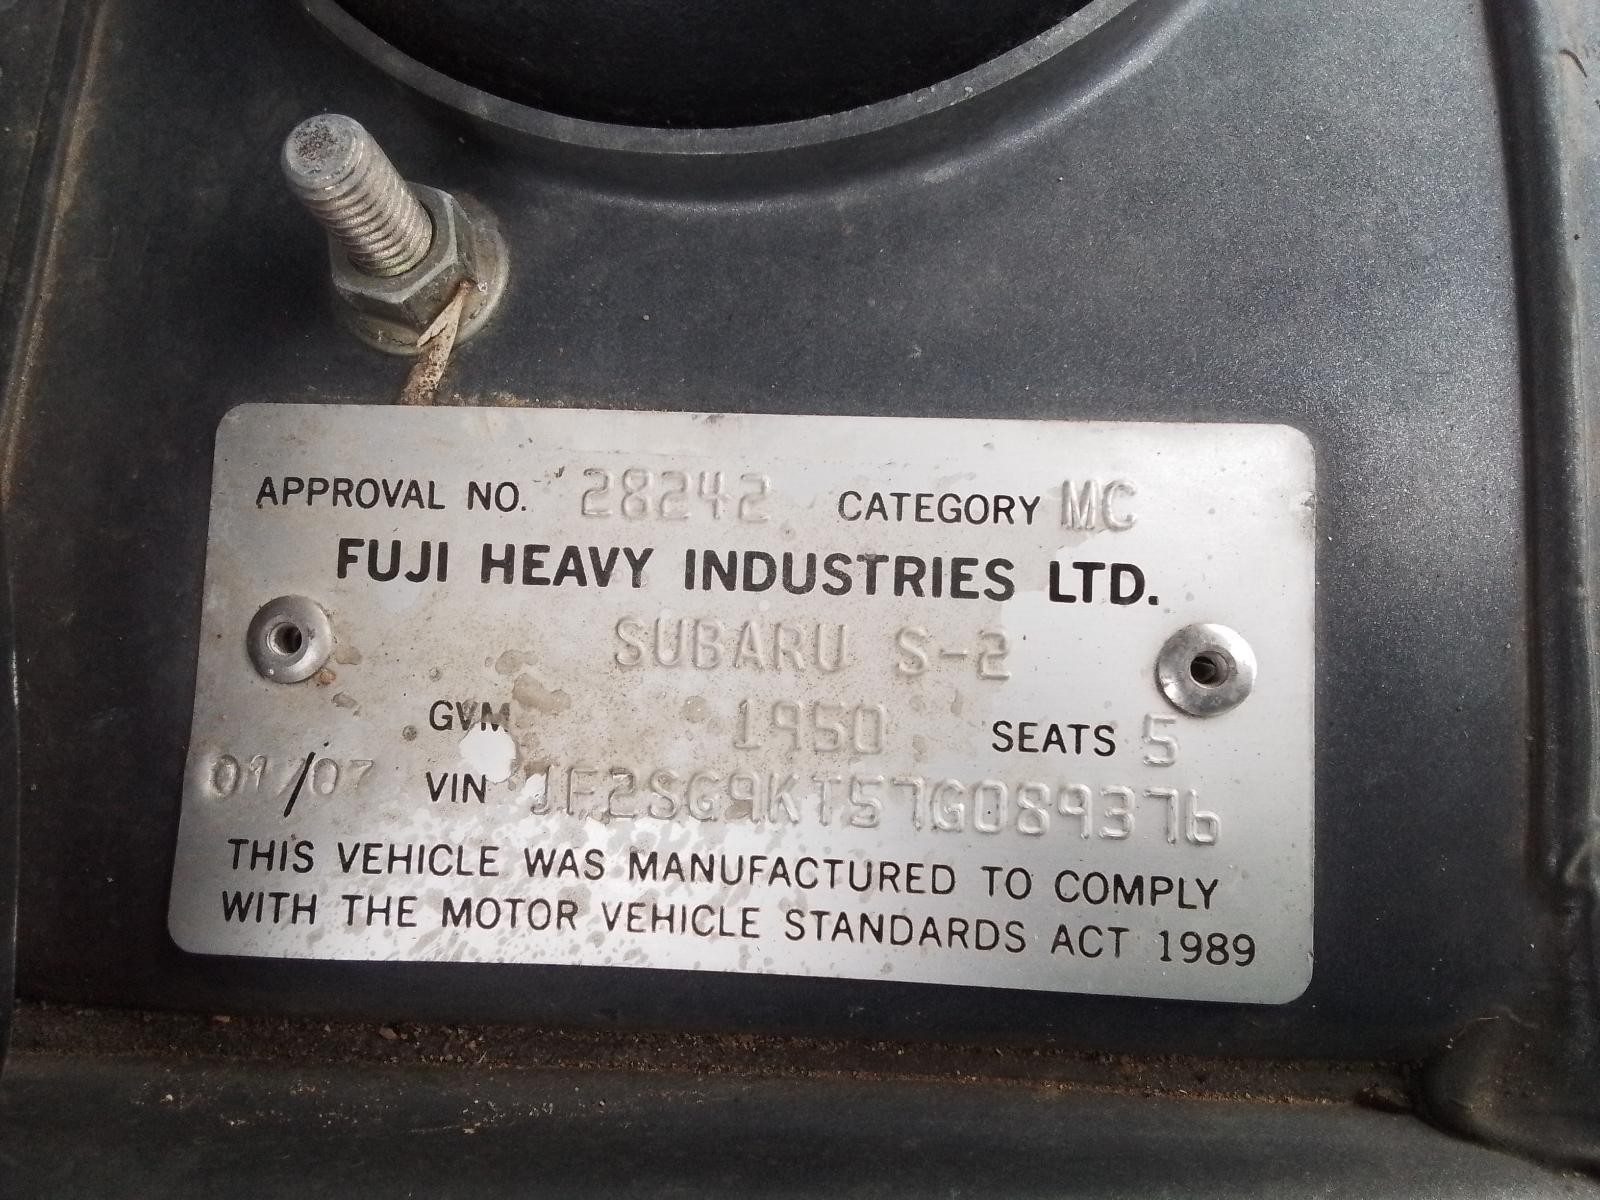 APPROVAL NO. 28242 CATEGORY MC
FUJI HEAVY INDUSTRIES LTD.
SUBARU S-2
GVM 1950 SEATS 5
01/07 VIN JF2SG9KT57G089376
THIS VEHICLE WAS MANUFACTURED TO COMPLY
WITH THE MOTOR VEHICLE STANDARDS ACT 1989